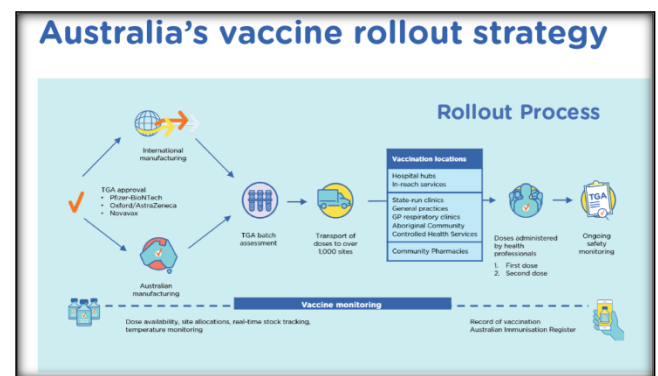 Australia's vaccine rollout strategy
Rollout Process
International
manufacturing
TGA approval
• Pfizer-BioNTech
• Oxford/AstraZeneca
• Novavax
Australian
manufacturing
TGA batch
assessment
Transport of
doses to over
1,000 sites
Vaccination locations
Hospital hubs
In-reach services
State-run clinics
General practices
GP respiratory clinics
Aboriginal Community
Controlled Health Services
Community Pharmacies
Doses administered
by health
professionals
1. First dose
2. Second dose
TGA
Ongoing
safety
monitoring
Vaccine monitoring
Dose availability, site allocations, real-time stock tracking,
temperature monitoring
Record of vaccination
Australian Immunisation Register